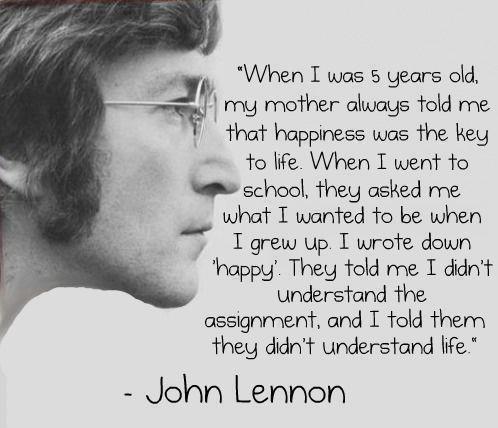 "When I was 5 years old,
my mother always told me
that happiness was the key
to life. When I went to
school, they asked me
what I wanted to be when
I grew up. I wrote down
'happy'. They told me I didn't
understand the
assignment, and I told them
they didn't understand life."
- John Lennon